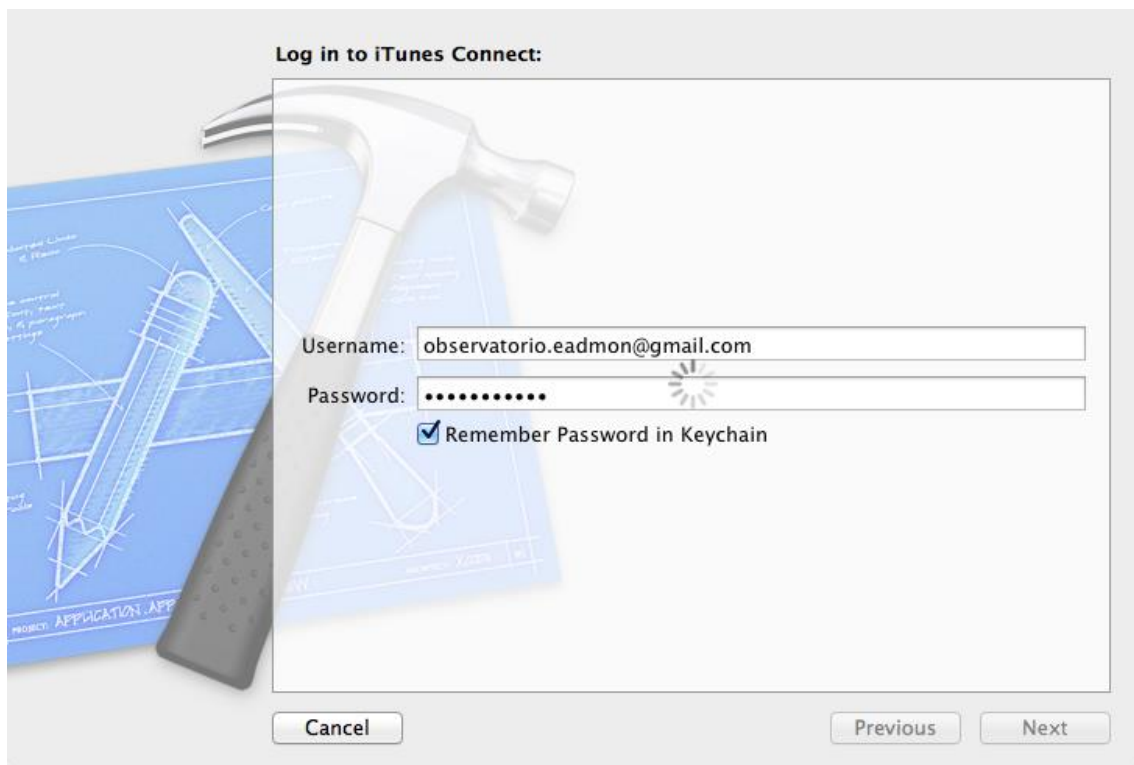 Log in to iTunes Connect:
Username: observatorio.eadmon@gmail.com
Password: •••••••••••
Remember Password in Keychain
PROJECT: APPLICATION.APP
Cancel
Previous
Next